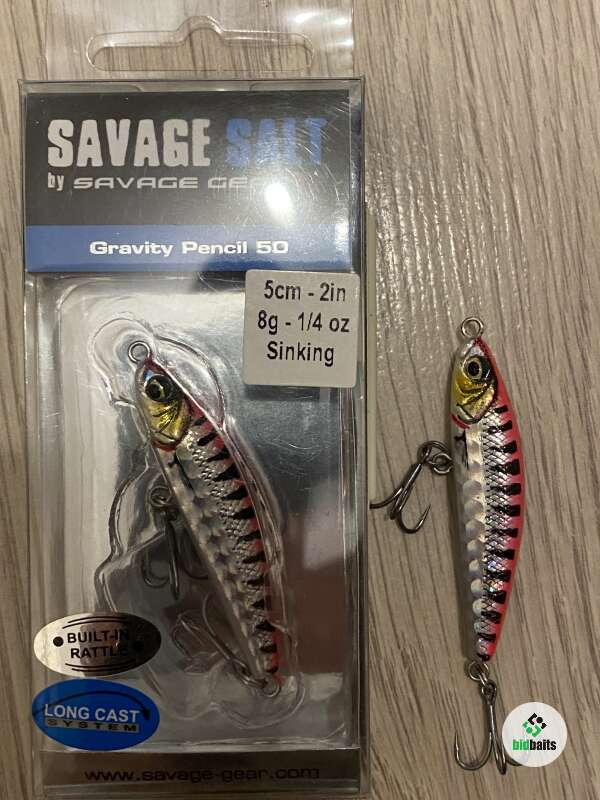 SAVAGE SALT
by SAVAGE GEAR
Gravity Pencil 50
5cm - 2in
8g - 1/4 oz
Sinking
BUILT-IN
RATTLE
LONG CAST
SYSTEM
www.savage-gear.com
bidbaits